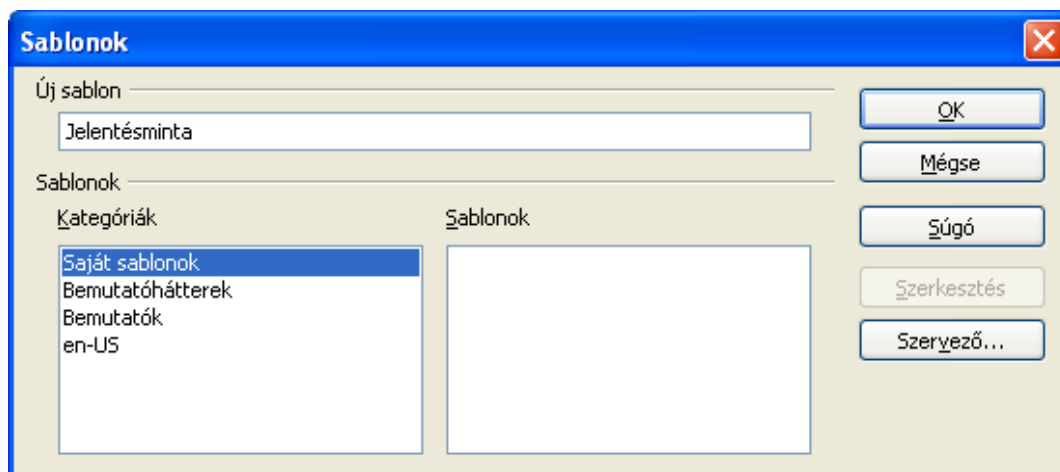 Sablonok
Új sablon
OK
Jelentésminta
Mégse
Sablonok
Kategóriák
Sablonok
Súgó
Saját sablonok
Bemutatóhátterek
Szerkesztés
Bemutatók
en-US
Szervező...